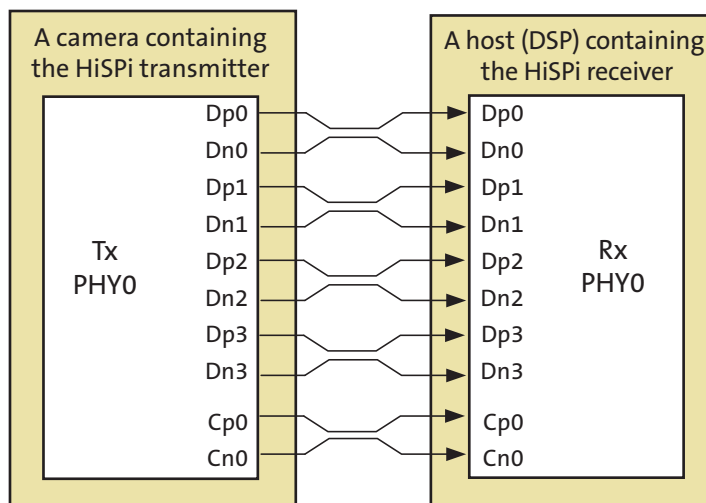 A camera containing
the HiSPi transmitter
Dp0
Dn0
Dp1
Dn1
Dp2
Dn2
Dp3
Dn3
Cp0
Cn0
Tx
PHY0
A host (DSP) containing
the HiSPi receiver
Dp0
Dn0
Dp1
Dn1
Dp2
Dn2
Dp3
Dn3
Cp0
Cn0
Rx
PHY0